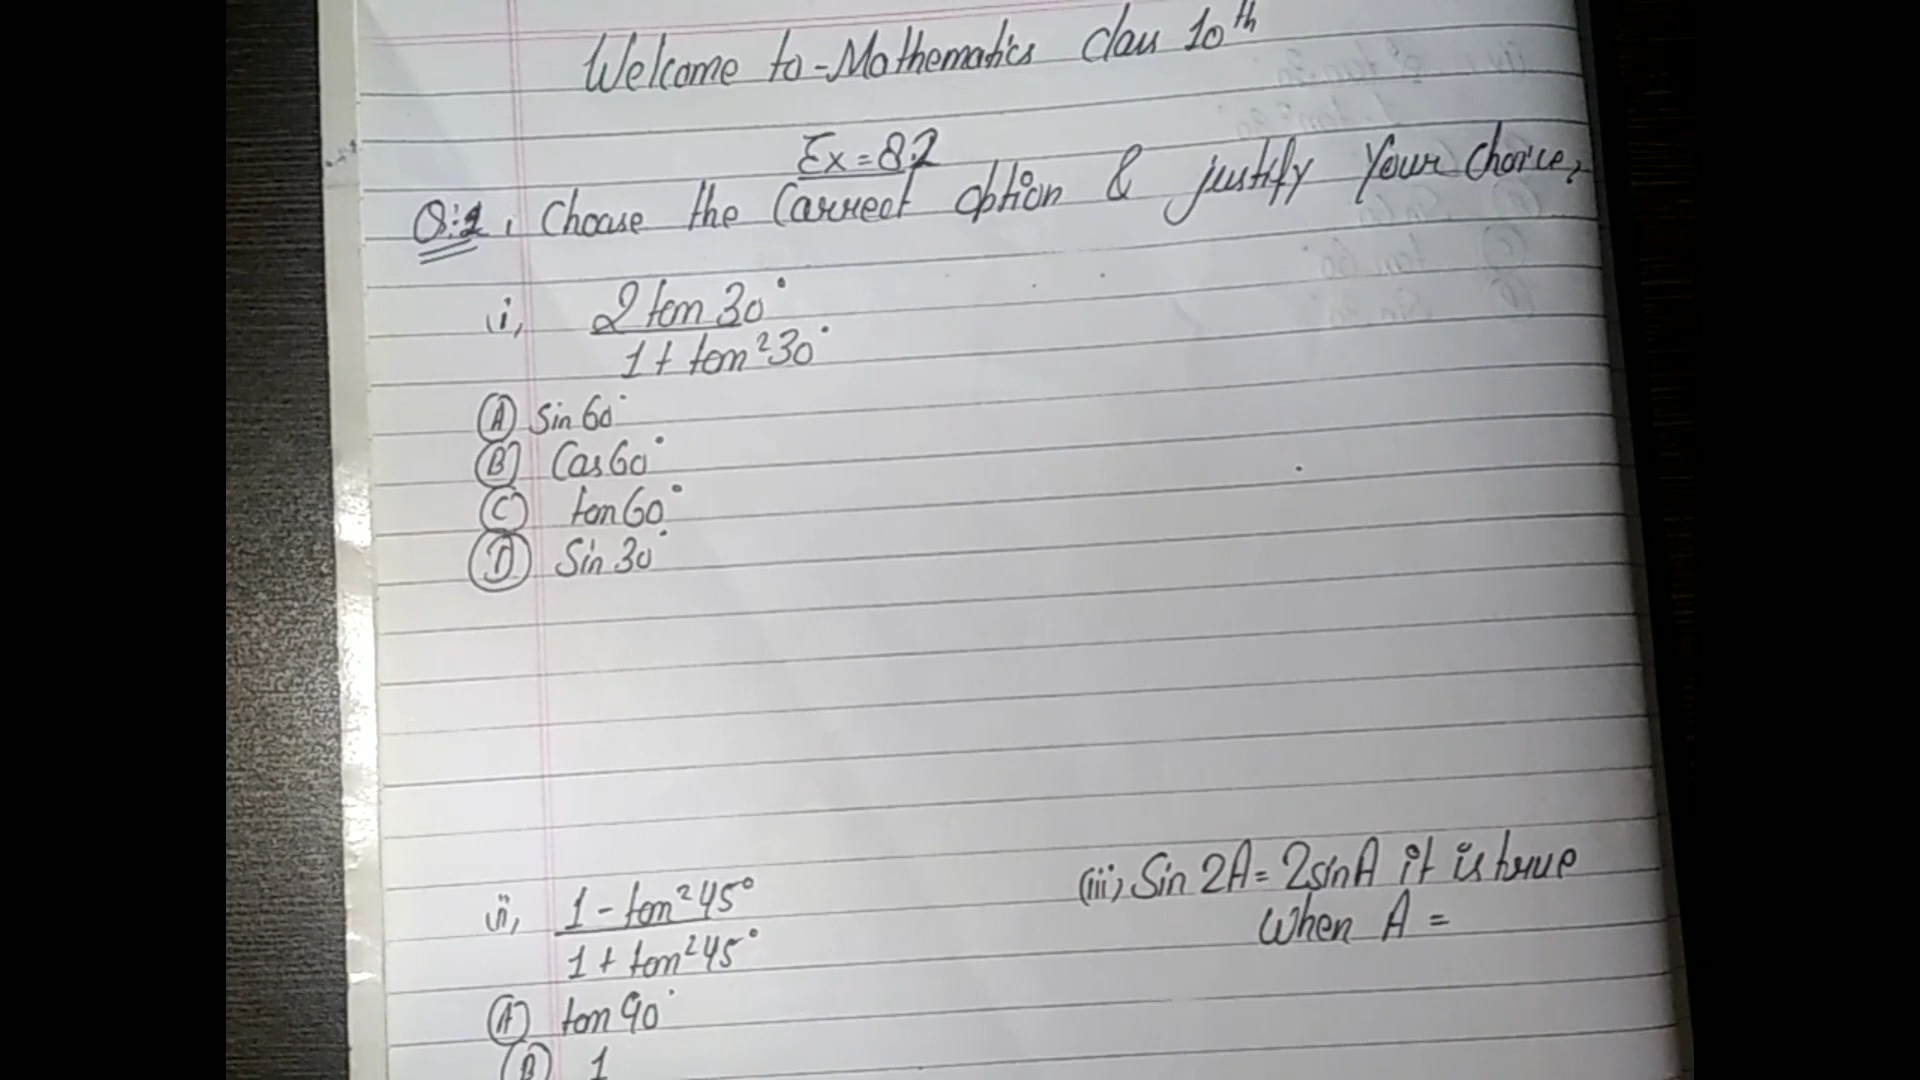 Welcome to - Mathematics Class 10th
Ex = 8.2
Q:2, Choose the Correct option & justify Your Choice,
(i, 2 tan 30°
1 + tan²30°
(A) Sin 60°
(B) Cos 60°
(C) tan 60°
(D) Sin 30°
ii, 1 - tan²45°
1 + tan²45°
(A) tan 90°
(B) 1
(iii) Sin 2A = 2sinA it is true
When A =